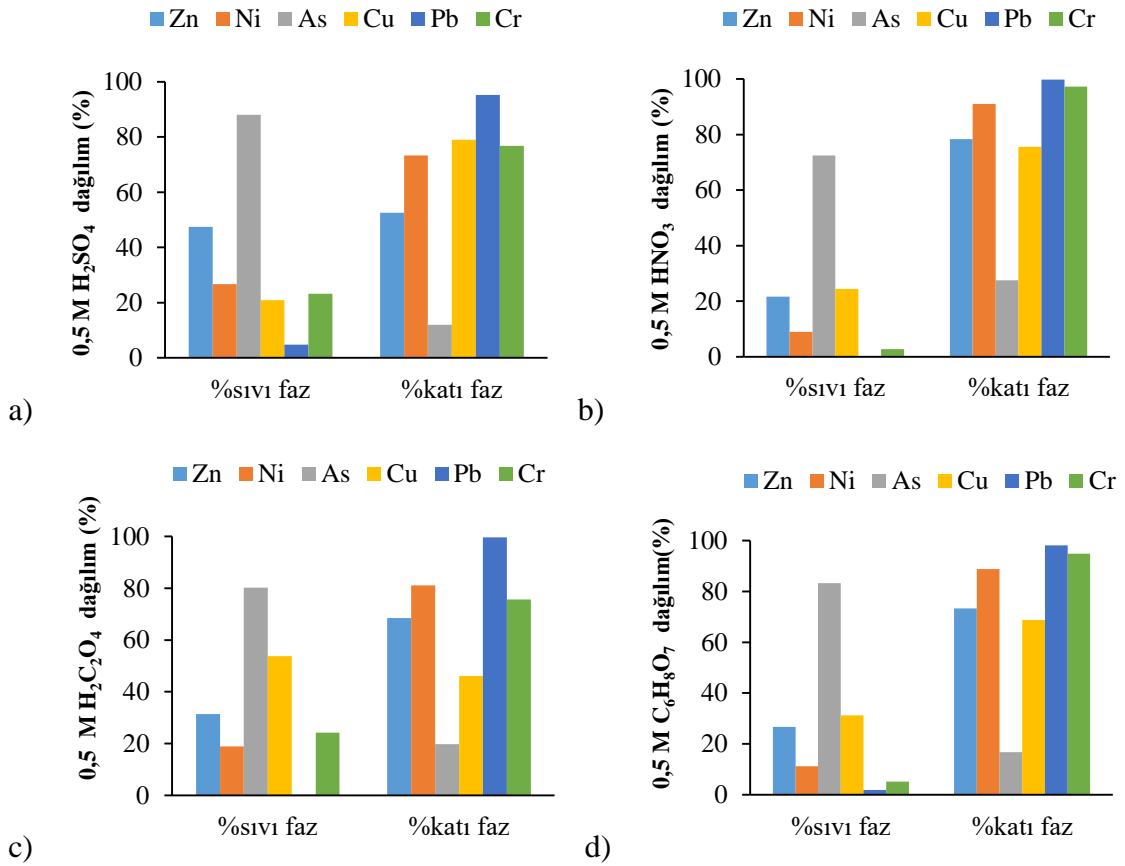 Zn Ni As Cu Pb Cr
0,5 M H₂SO₄ dağılım (%)
100
80
60
40
20
0
%sıvı faz %katı faz
a)
Zn Ni As Cu Pb Cr
0,5 M HNO₃ dağılım (%)
100
80
60
40
20
0
%sıvı faz %katı faz
b)
Zn Ni As Cu Pb Cr
0,5 M H₂C₂O₄ dağılım (%)
100
80
60
40
20
0
%sıvı faz %katı faz
c)
Zn Ni As Cu Pb Cr
0,5 M C₆H₈O₇ dağılım(%)
100
80
60
40
20
0
%sıvı faz %katı faz
d)